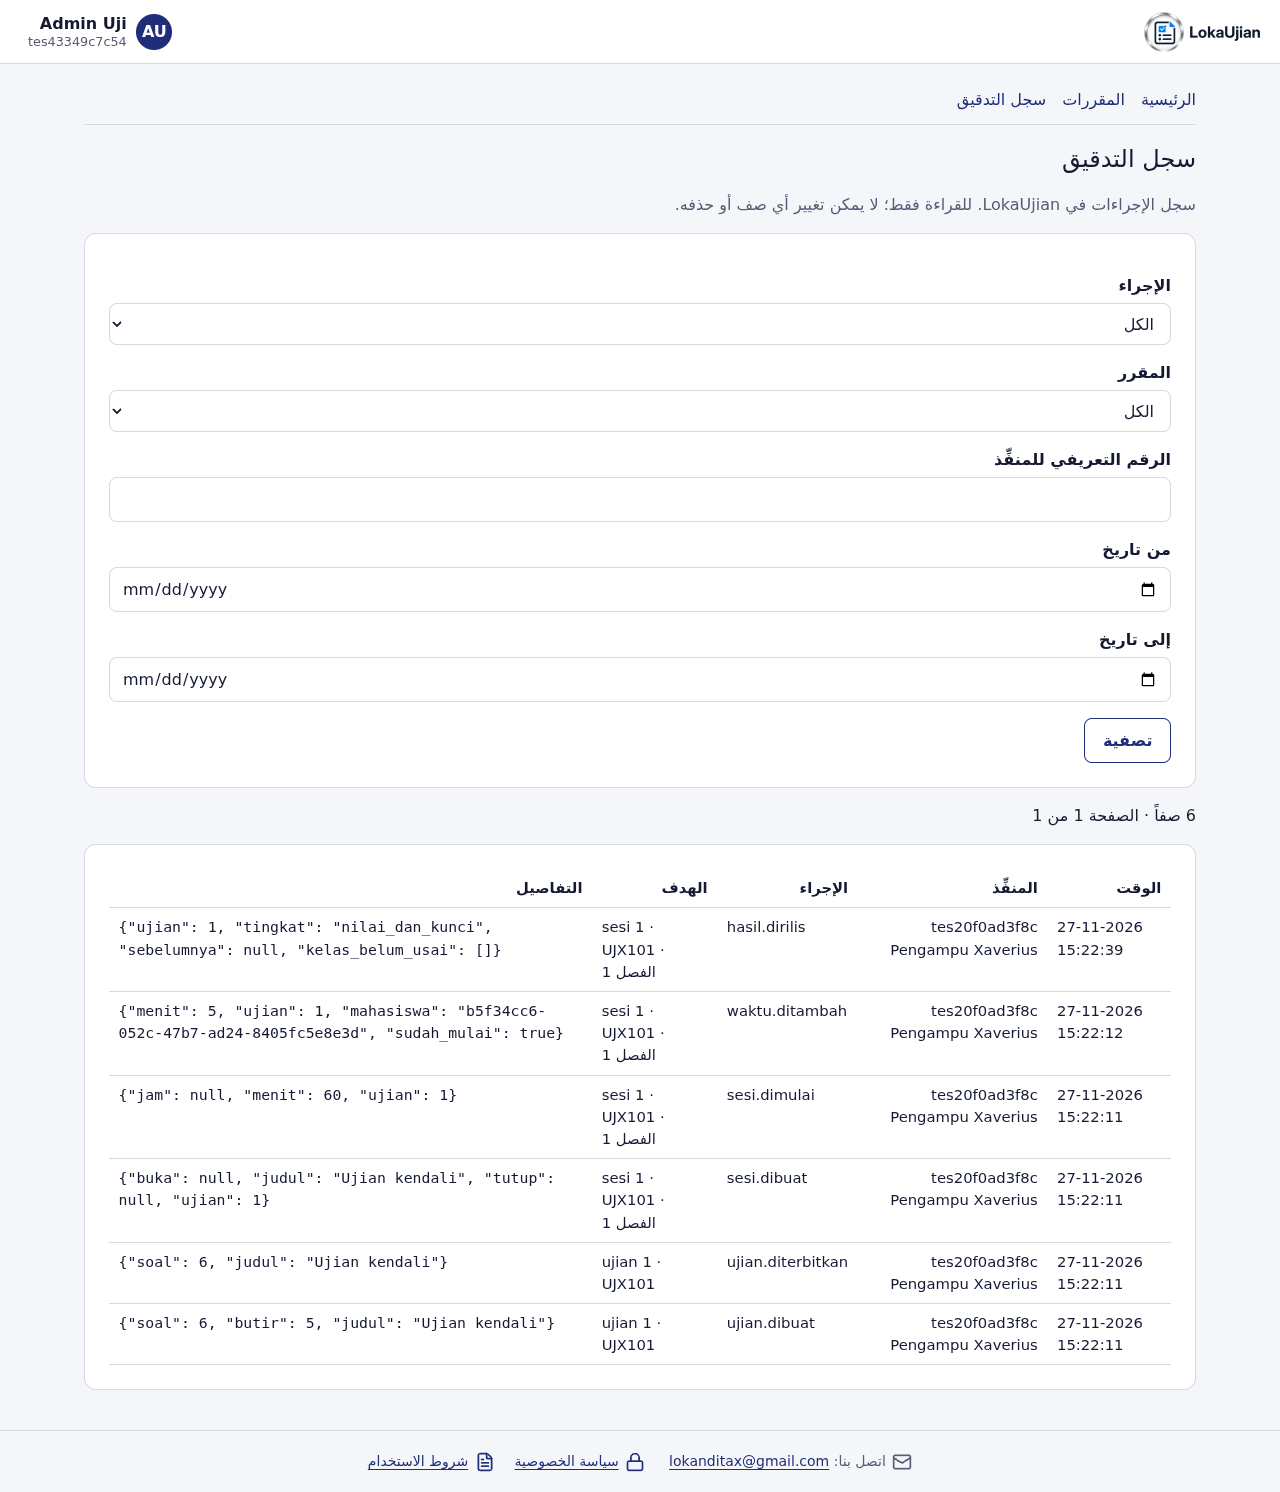 LokaUjian
Admin Uji
tes43349c7c54
AU
الرئيسية المقررات سجل التدقيق
سجل التدقيق
سجل الإجراءات في LokaUjian. للقراءة فقط؛ لا يمكن تغيير أي صف أو حذفه.
الإجراء
الكل
المقرر
الكل
الرقم التعريفي للمنفِّذ
من تاريخ
mm/dd/yyyy
إلى تاريخ
mm/dd/yyyy
تصفية
6 صفاً · الصفحة 1 من 1
الوقت المنفِّذ الإجراء الهدف التفاصيل
27-11-2026 tes20f0ad3f8c hasil.dirilis sesi 1 · {"ujian": 1, "tingkat": "nilai_dan_kunci",
15:22:39 Pengampu Xaverius UJX101 · "sebelumnya": null, "kelas_belum_usai": []}
الفصل 1
27-11-2026 tes20f0ad3f8c waktu.ditambah sesi 1 · {"menit": 5, "ujian": 1, "mahasiswa": "b5f34cc6-
15:22:12 Pengampu Xaverius UJX101 · 052c-47b7-ad24-8405fc5e8e3d", "sudah_mulai": true}
الفصل 1
27-11-2026 tes20f0ad3f8c sesi.dimulai sesi 1 · {"jam": null, "menit": 60, "ujian": 1}
15:22:11 Pengampu Xaverius UJX101 ·
الفصل 1
27-11-2026 tes20f0ad3f8c sesi.dibuat sesi 1 · {"buka": null, "judul": "Ujian kendali", "tutup":
15:22:11 Pengampu Xaverius UJX101 · null, "ujian": 1}
الفصل 1
27-11-2026 tes20f0ad3f8c ujian.diterbitkan ujian 1 · {"soal": 6, "judul": "Ujian kendali"}
15:22:11 Pengampu Xaverius UJX101
27-11-2026 tes20f0ad3f8c ujian.dibuat ujian 1 · {"soal": 6, "butir": 5, "judul": "Ujian kendali"}
15:22:11 Pengampu Xaverius UJX101
اتصل بنا: lokanditax@gmail.com سياسة الخصوصية شروط الاستخدام